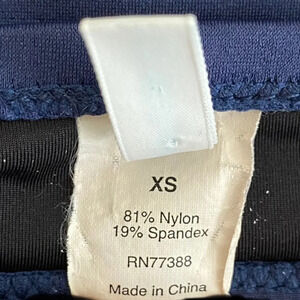 XS
81% Nylon
19% Spandex
RN77388
Made in China